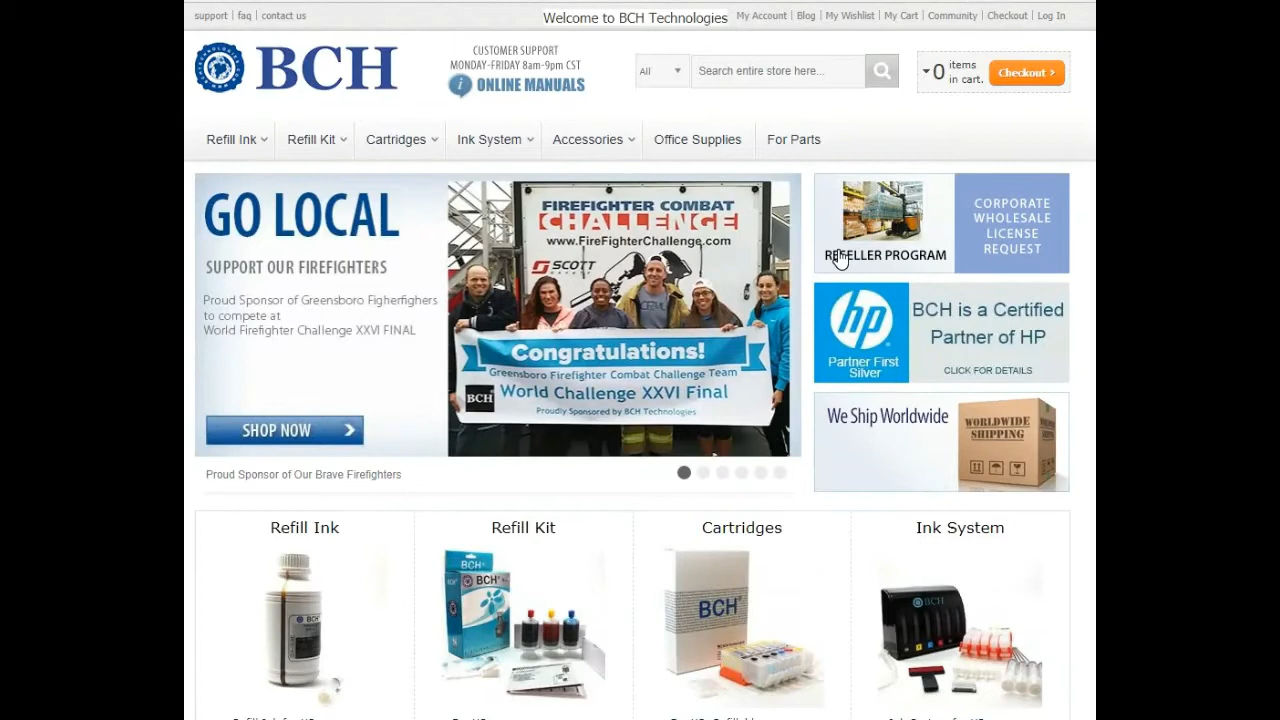 support | faq | contact us
Welcome to BCH Technologies
My Account | Blog | My Wishlist | My Cart | Community | Checkout | Log In
BCH
CUSTOMER SUPPORT
MONDAY-FRIDAY 8am-9pm CST
i ONLINE MANUALS
All
Search entire store here...
0 items in cart.
Checkout >
Refill Ink
Refill Kit
Cartridges
Ink System
Accessories
Office Supplies
For Parts
GO LOCAL
SUPPORT OUR FIREFIGHTERS
Proud Sponsor of Greensboro Figherfighers
to compete at
World Firefighter Challenge XXVI FINAL
SHOP NOW
FIREFIGHTER COMBAT
CHALLENGE
www.FireFighterChallenge.com
SCOTT
Congratulations!
Greensboro Firefighter Combat Challenge Team
World Challenge XXVI Final
Proudly Sponsored by BCH Technologies
BCH
Proud Sponsor of Our Brave Firefighters
RESELLER PROGRAM
CORPORATE
WHOLESALE
LICENSE
REQUEST
hp
Partner First
Silver
BCH is a Certified
Partner of HP
CLICK FOR DETAILS
We Ship Worldwide
WORLDWIDE
SHIPPING
Refill Ink
Refill Kit
Cartridges
Ink System
BCH
BCH
BCH